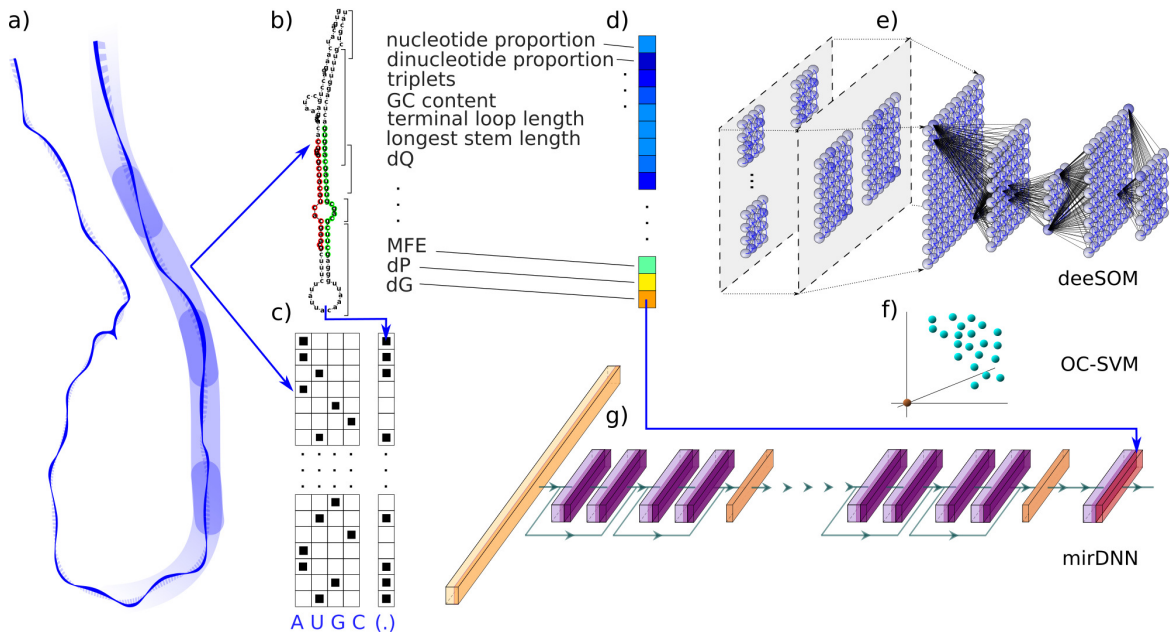 a)
b)
c)
d)
nucleotide proportion
dinucleotide proportion
triplets
GC content
terminal loop length
longest stem length
dQ
MFE
dP
dG
e)
deeSOM
f)
OC-SVM
g)
mirDNN
A U G C (.)